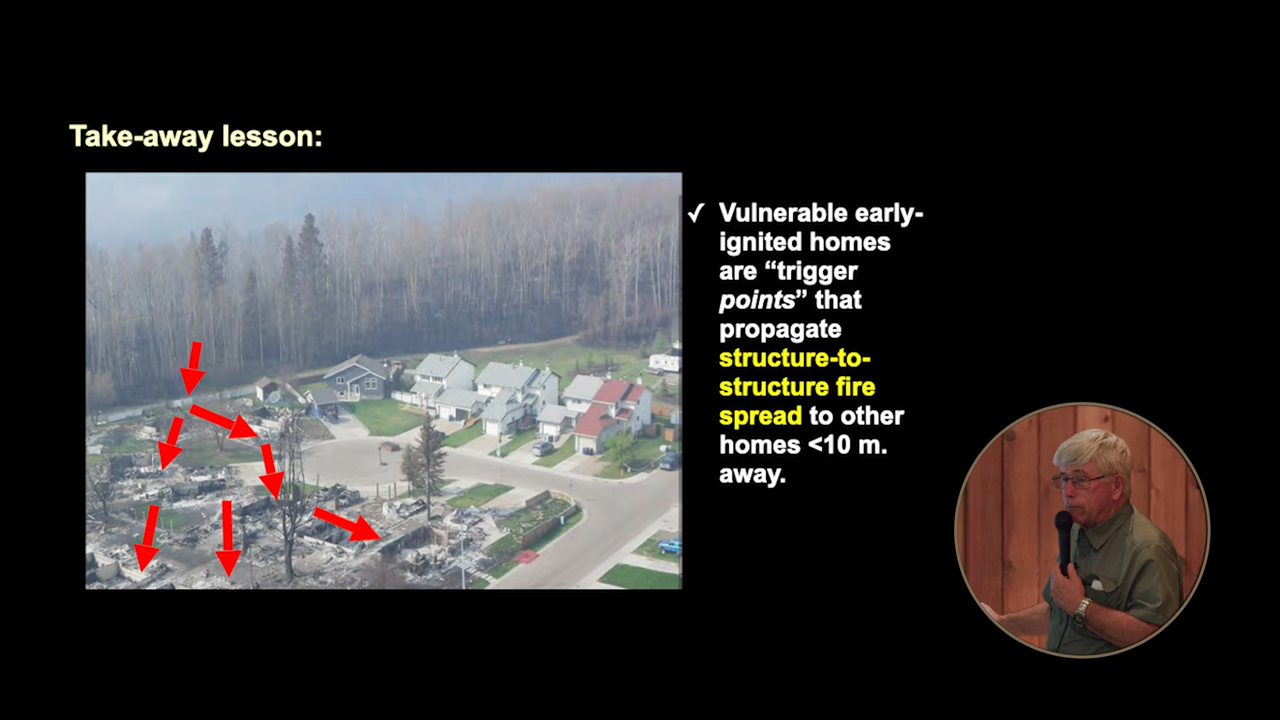 Take-away lesson:
✓ Vulnerable early-
ignited homes
are “trigger
points” that
propagate
structure-to-
structure fire
spread to other
homes <10 m.
away.